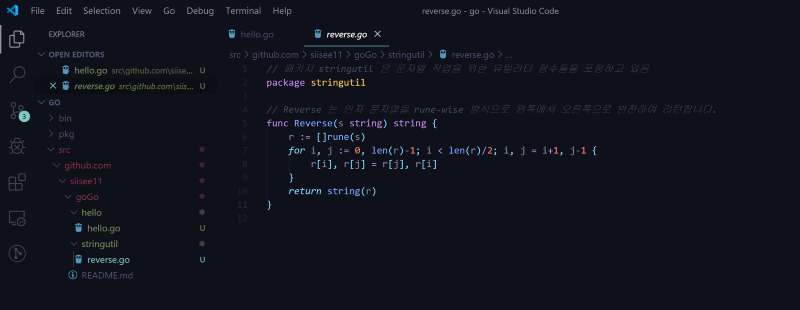 File Edit Selection View Go Debug Terminal Help
reverse.go - go - Visual Studio Code
EXPLORER
OPEN EDITORS
hello.go src\github.com\siise... U
reverse.go src\github.com\siis... U
3
GO
bin
pkg
src
github.com
siisee11
goGo
hello
hello.go U
stringutil
reverse.go U
README.md
hello.go
reverse.go
src > github.com > siisee11 > goGo > stringutil > reverse.go > ...
1 // 패키지 stringutil 은 문자열 작업을 위한 유틸리티 함수들을 포함하고 있음
2 package stringutil
3
4 // Reverse 는 인자 문자열을 rune-wise 방식으로 왼쪽에서 오른쪽으로 반전하여 리턴합니다.
5 func Reverse(s string) string {
6 r := []rune(s)
7 for i, j := 0, len(r)-1; i < len(r)/2; i, j = i+1, j-1 {
8 r[i], r[j] = r[j], r[i]
9 }
10 return string(r)
11 }
12